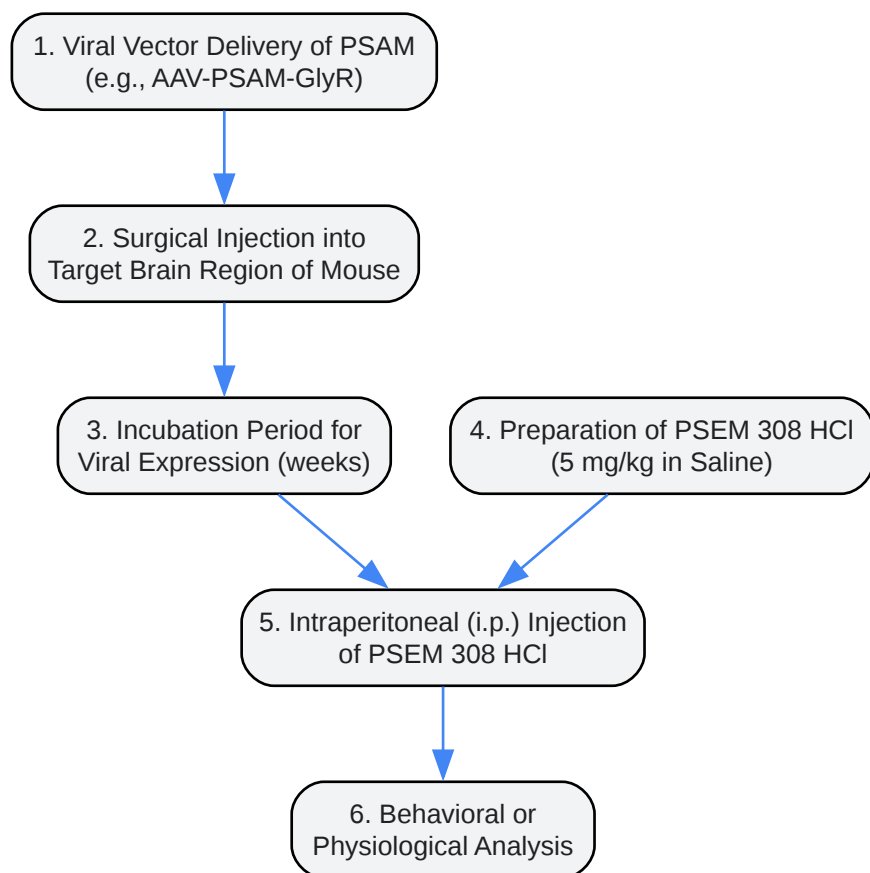 1. Viral Vector Delivery of PSAM
(e.g., AAV-PSAM-GlyR)
2. Surgical Injection into
Target Brain Region of Mouse
3. Incubation Period for
Viral Expression (weeks)
4. Preparation of PSEM 308 HCl
(5 mg/kg in Saline)
5. Intraperitoneal (i.p.) Injection
of PSEM 308 HCl
6. Behavioral or
Physiological Analysis